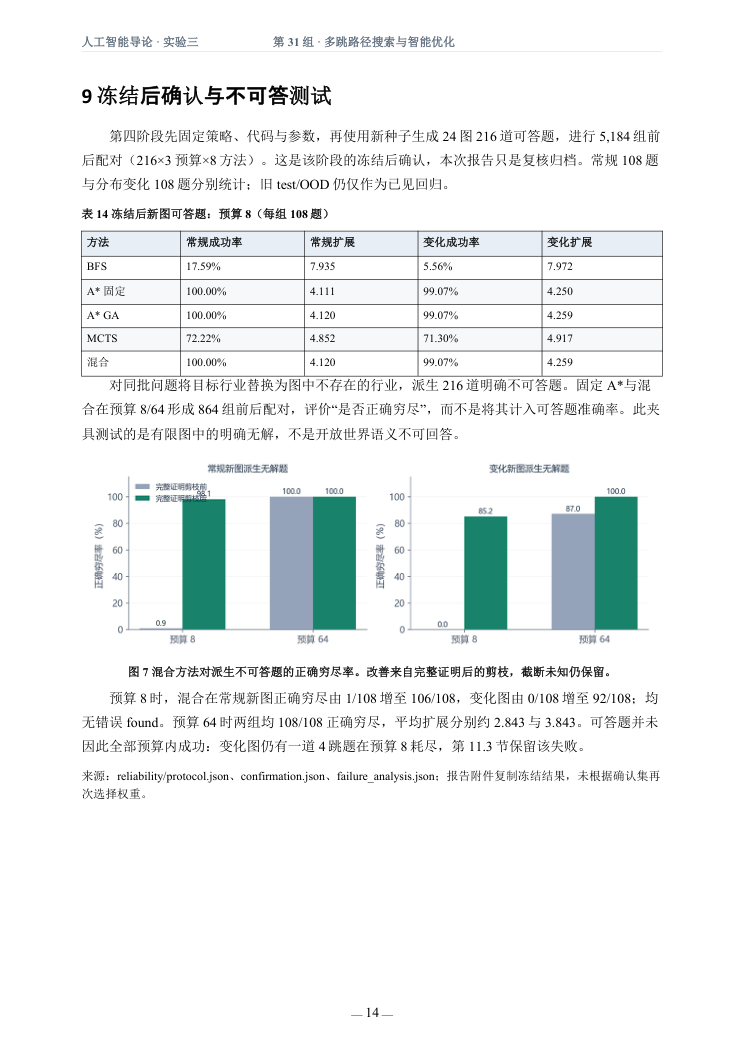 人工智能导论 · 实验三 第 31 组 · 多跳路径搜索与智能优化
9 冻结后确认与不可答测试
第四阶段先固定策略、代码与参数，再使用新种子生成 24 图 216 道可答题，进行 5,184 组前
后配对（216×3 预算×8 方法）。这是该阶段的冻结后确认，本次报告只是复核归档。常规 108 题
与分布变化 108 题分别统计；旧 test/OOD 仍仅作为已见回归。
表 14 冻结后新图可答题：预算 8（每组 108 题）
方法 常规成功率 常规扩展 变化成功率 变化扩展
BFS 17.59% 7.935 5.56% 7.972
A* 固定 100.00% 4.111 99.07% 4.250
A* GA 100.00% 4.120 99.07% 4.259
MCTS 72.22% 4.852 71.30% 4.917
混合 100.00% 4.120 99.07% 4.259
对同批问题将目标行业替换为图中不存在的行业，派生 216 道明确不可答题。固定 A*与混
合在预算 8/64 形成 864 组前后配对，评价“是否正确穷尽”，而不是将其计入可答题准确率。此夹
具测试的是有限图中的明确无解，不是开放世界语义不可回答。
常规新图派生无解题 变化新图派生无解题
完整证明剪枝前
完整证明剪枝后
正确穷尽率（%）
100
80
60
40
20
0
0.9 98.1 100.0 100.0
预算 8 预算 64
正确穷尽率（%）
100
80
60
40
20
0
0.0 85.2 87.0 100.0
预算 8 预算 64
图 7 混合方法对派生不可答题的正确穷尽率。改善来自完整证明后的剪枝，截断未知仍保留。
预算 8 时，混合在常规新图正确穷尽由 1/108 增至 106/108，变化图由 0/108 增至 92/108；均
无错误 found。预算 64 时两组均 108/108 正确穷尽，平均扩展分别约 2.843 与 3.843。可答题并未
因此全部预算内成功：变化图仍有一道 4 跳题在预算 8 耗尽，第 11.3 节保留该失败。
来源：reliability/protocol.json、confirmation.json、failure_analysis.json；报告附件复制冻结结果，未根据确认集再
次选择权重。
— 14 —